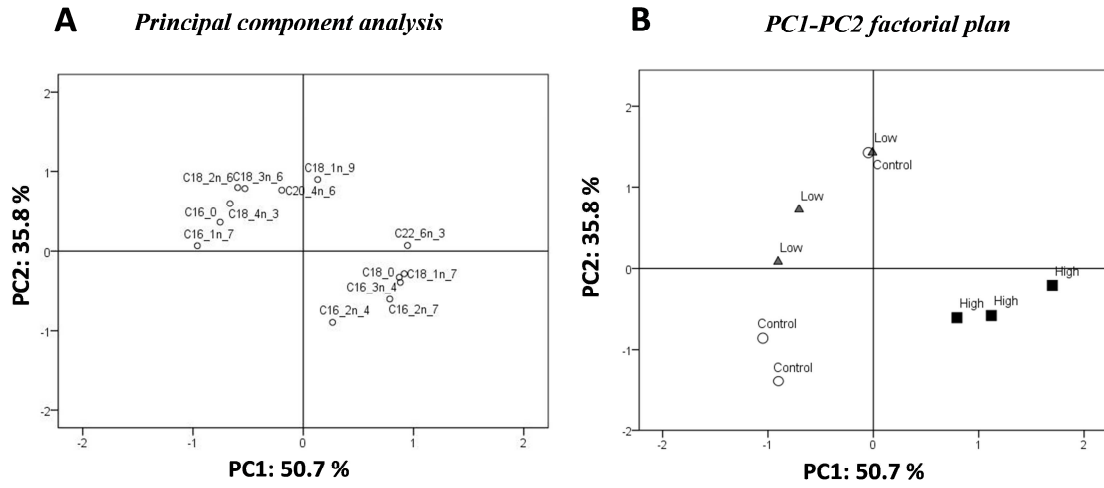 A Principal component analysis
2
1
0
-1
-2
-2 -1 0 1 2
PC2: 35.8 %
PC1: 50.7 %
C18_1n_9
C18_2n_6 C18_3n_6
C20_4n_6
C16_0 C18_4n_3
C16_1n_7
C22_6n_3
C18_0 C18_1n_7
C16_3n_4
C16_2n_4 C16_2n_7
B PC1-PC2 factorial plan
2
1
0
-1
-2
-2 -1 0 1 2
PC2: 35.8 %
PC1: 50.7 %
Low
Control
Low
Low
High
High High
Control
Control